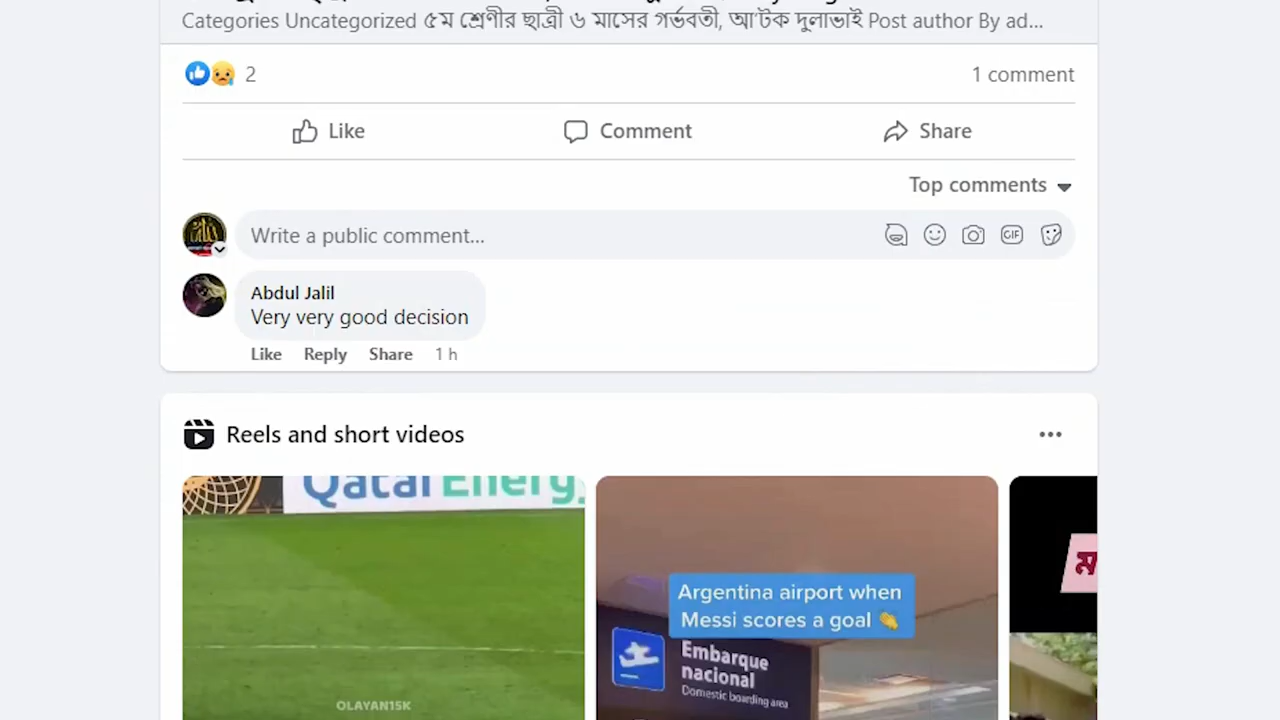 Categories Uncategorized ৫ম শ্রেণীর ছাত্রী ৬ মাসের গর্ভবতী, আ'টক দুলাভাই Post author By ad...
2
1 comment
Like
Comment
Share
Top comments
Write a public comment...
GIF
Abdul Jalil
Very very good decision
Like Reply Share 1 h
Reels and short videos
Qatar Energy
OLAYAN15K
Argentina airport when
Messi scores a goal 👏
Embarque
nacional
Domestic boarding area